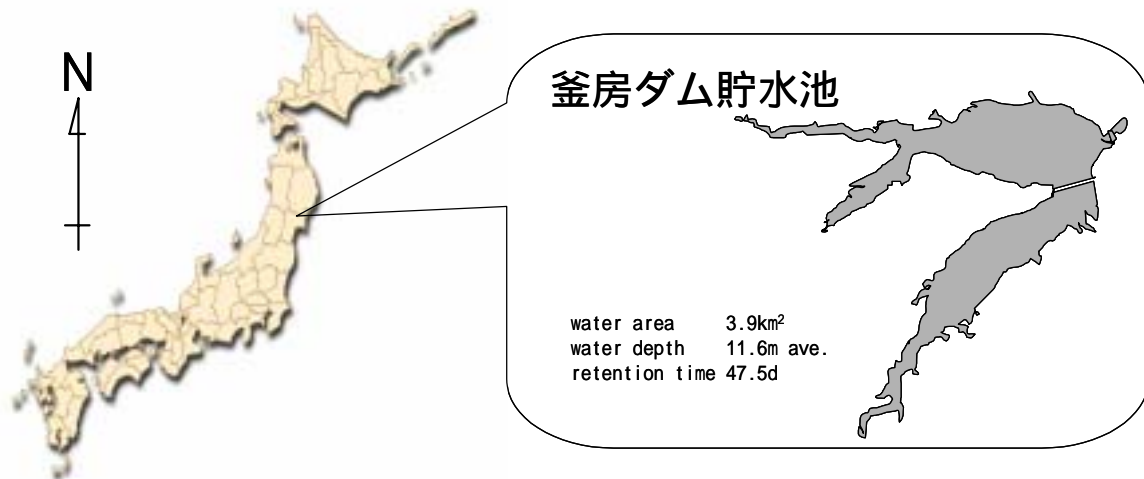 N
釜房ダム貯水池
water area 3.9km²
water depth 11.6m ave.
retention time 47.5d